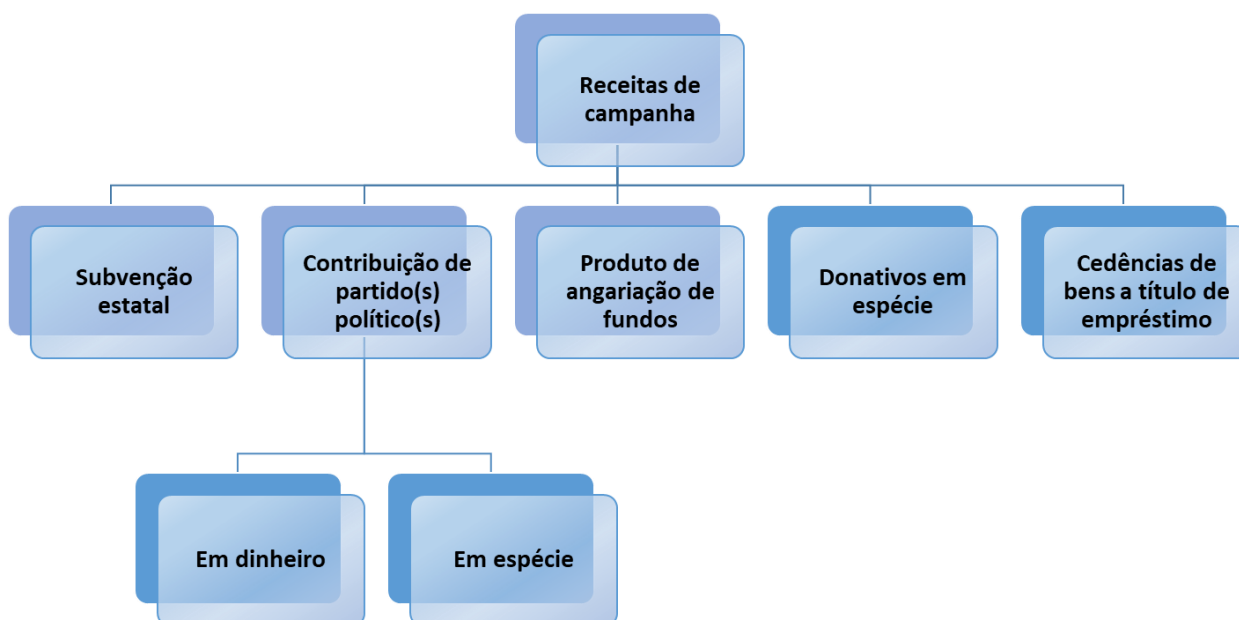 Receitas de
campanha
Subvenção
estatal
Contribuição de
partido(s)
político(s)
Produto de
angariação de
fundos
Donativos em
espécie
Cedências de
bens a título de
empréstimo
Em dinheiro
Em espécie